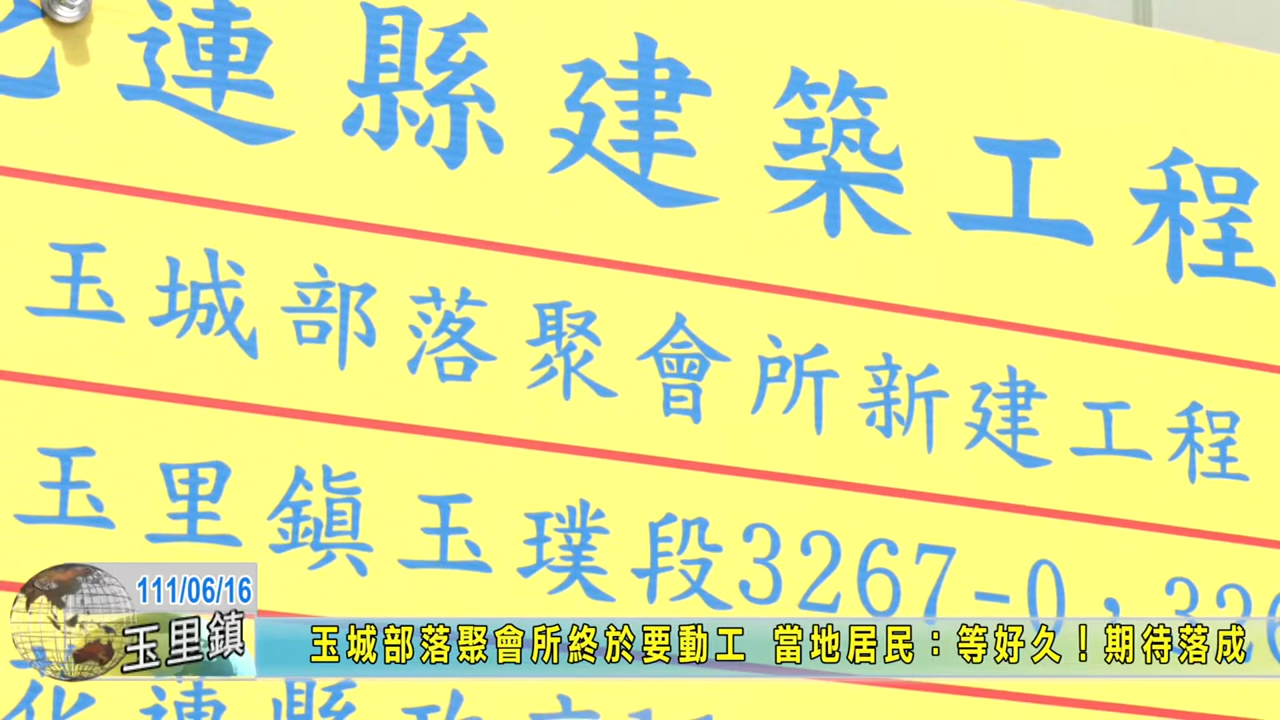 花連縣建築工程
玉城部落聚會所新建工程
玉里鎮玉璞段3267-0,326
111/06/16
玉里鎮
玉城部落聚會所終於要動工 當地居民:等好久!期待落成